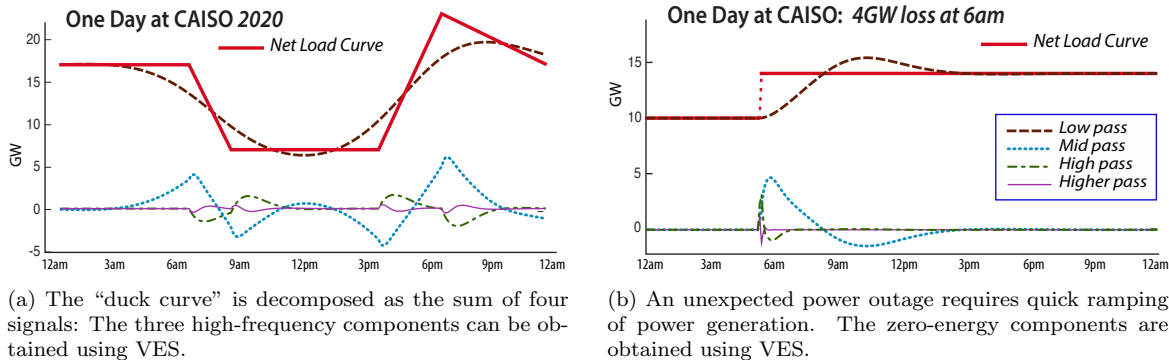 One Day at CAISO 2020
Net Load Curve
GW
20
15
10
5
0
-5
12am 3am 6am 9am 12pm 3pm 6pm 9pm 12am
(a) The “duck curve” is decomposed as the sum of four
signals: The three high-frequency components can be ob-
tained using VES.
One Day at CAISO: 4GW loss at 6am
Net Load Curve
GW
15
10
5
0
Low pass
Mid pass
High pass
Higher pass
12am 3am 6am 9am 12pm 3pm 6pm 9pm 12am
(b) An unexpected power outage requires quick ramping
of power generation. The zero-energy components are
obtained using VES.